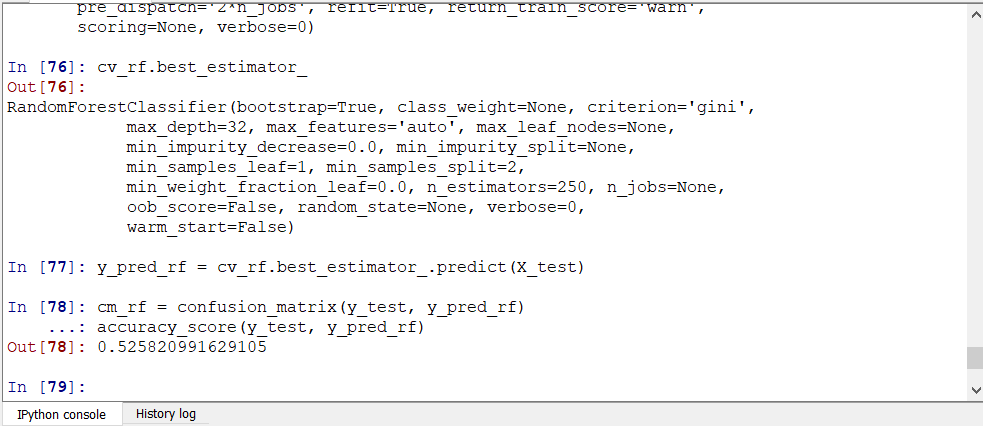 pre_dispatch='2*n_jobs', refit=True, return_train_score='warn',
scoring=None, verbose=0)
In [76]: cv_rf.best_estimator_
Out[76]:
RandomForestClassifier(bootstrap=True, class_weight=None, criterion='gini',
max_depth=32, max_features='auto', max_leaf_nodes=None,
min_impurity_decrease=0.0, min_impurity_split=None,
min_samples_leaf=1, min_samples_split=2,
min_weight_fraction_leaf=0.0, n_estimators=250, n_jobs=None,
oob_score=False, random_state=None, verbose=0,
warm_start=False)
In [77]: y_pred_rf = cv_rf.best_estimator_.predict(X_test)
In [78]: cm_rf = confusion_matrix(y_test, y_pred_rf)
...: accuracy_score(y_test, y_pred_rf)
Out[78]: 0.525820991629105
In [79]:
IPython console History log